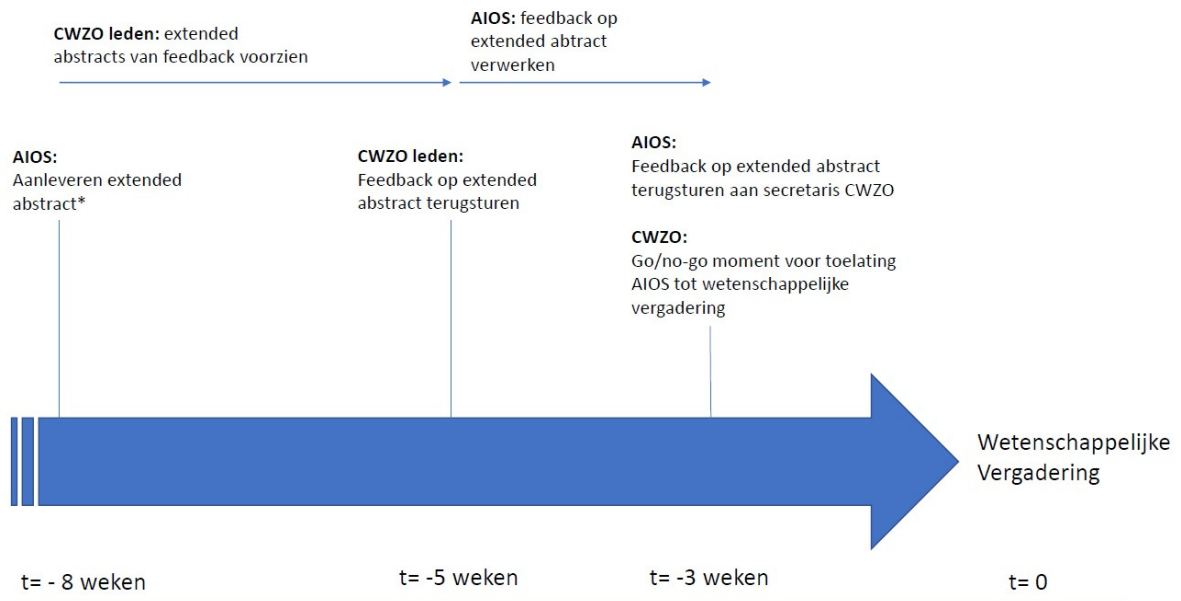 CWZO leden: extended
abstracts van feedback voorzien
AIOS: feedback op
extended abtract
verwerken
AIOS:
Aanleveren extended
abstract*
CWZO leden:
Feedback op extended
abstract terugsturen
AIOS:
Feedback op extended abstract
terugsturen aan secretaris CWZO
CWZO:
Go/no-go moment voor toelating
AIOS tot wetenschappelijke
vergadering
Wetenschappelijke
Vergadering
t= - 8 weken
t= -5 weken
t= -3 weken
t= 0